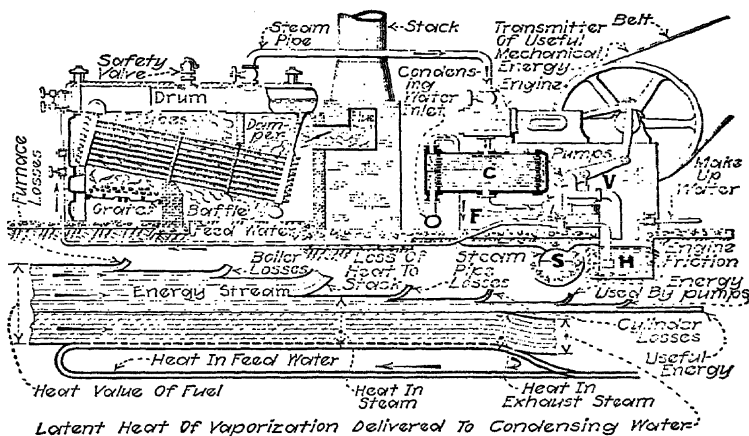 Steam
Pipe
Stack
Transmitter
Of Useful
Mechanical
Energy
Belt
Safety
Valve
Condens-
ing
Water
Inlet
Engine
Drum
Gases
Damper
Furnace
Losses
Pumps
Make
Up
Water
C
V
Grate
Baffle
Feed Water
F
O
S
H
Boiler
Losses
Loss Of
Heat To
Stack
Steam
Pipe
Losses
Engine
Friction
Energy
Used By pumps
Energy Stream
Cylinder
Losses
Useful
Energy
Heat In Feed Water
Heat Value Of Fuel
Heat In
Steam
Heat In
Exhaust Steam
Latent Heat Of Vaporization Delivered To Condensing Water